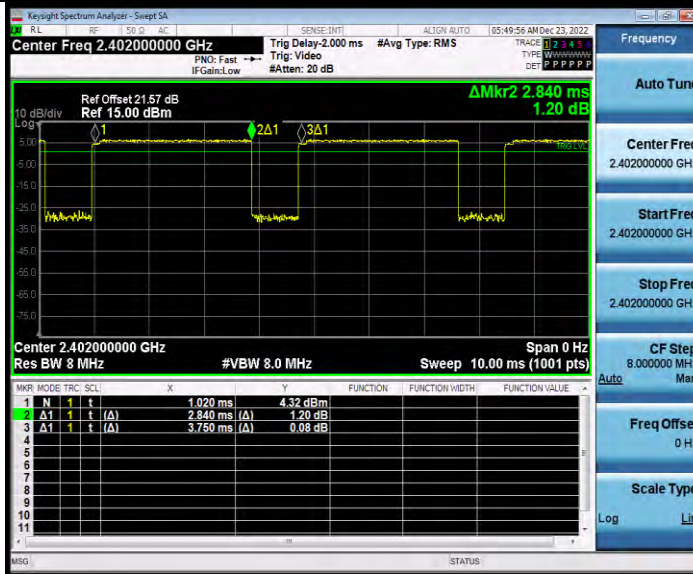 Keysight Spectrum Analyzer - Swept SA
RL RF 50 Ω AC SENSE:INT ALIGN AUTO 05:49:56 AM Dec 23, 2022
Center Freq 2.402000000 GHz
PNO: Fast
IFGain:Low
Trig Delay-2.000 ms
Trig: Video
#Atten: 20 dB
#Avg Type: RMS
TRACE 1 2 3 4 5
TYPE
DET P P P P P
Frequency
Auto Tune
ΔMkr2 2.840 ms
1.20 dB
Ref Offset 21.57 dB
10 dB/div Ref 15.00 dBm
Log
1 2Δ1 3Δ1
TRIG LVL
5.00
-5.00
-15.0
-25.0
-35.0
-45.0
-55.0
-65.0
-75.0
Center Freq
2.402000000 GHz
Start Freq
2.402000000 GHz
Stop Freq
2.402000000 GHz
CF Step
8.000000 MH
Auto Man
Freq Offset
0 H
Scale Type
Log Lin
Center 2.402000000 GHz Span 0 Hz
Res BW 8 MHz #VBW 8.0 MHz Sweep 10.00 ms (1001 pts)
MKR MODE TRC SCL X Y FUNCTION FUNCTION WIDTH FUNCTION VALUE
1 N 1 t 1.020 ms 4.32 dBm
2 Δ1 1 t (Δ) 2.840 ms (Δ) 1.20 dB
3 Δ1 1 t (Δ) 3.750 ms (Δ) 0.08 dB
4
5
6
7
8
9
10
11
MSG STATUS